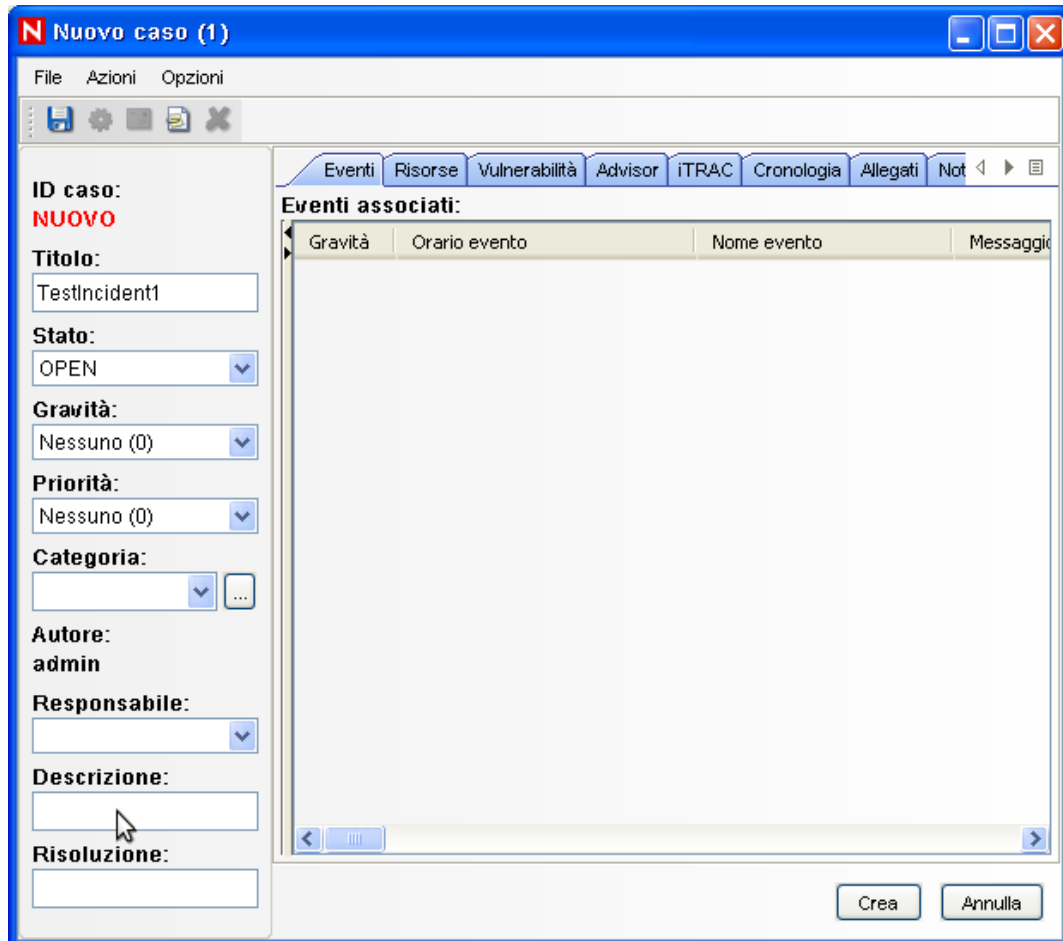 N Nuovo caso (1)
File Azioni Opzioni
ID caso:
NUOVO
Titolo:
TestIncident1
Stato:
OPEN
Gravità:
Nessuno (0)
Priorità:
Nessuno (0)
Categoria:
...
Autore:
admin
Responsabile:
Descrizione:
Risoluzione:
Eventi Risorse Vulnerabilità Advisor iTRAC Cronologia Allegati Not
Eventi associati:
Gravità Orario evento Nome evento Messaggio
Crea Annulla